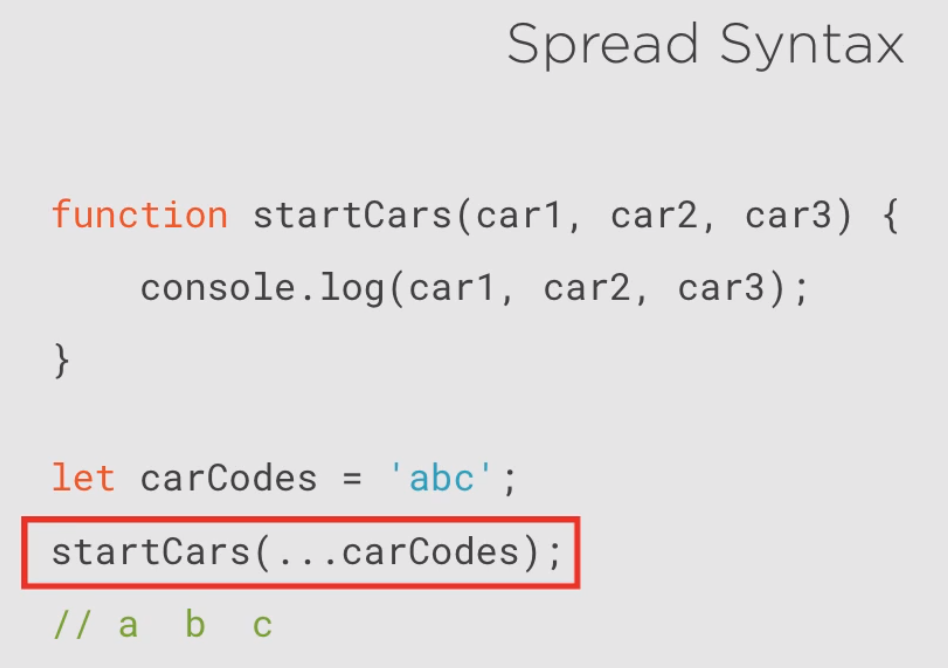 Spread Syntax
function startCars(car1, car2, car3) {
    console.log(car1, car2, car3);
}
let carCodes = 'abc';
startCars(...carCodes);
// a  b  c